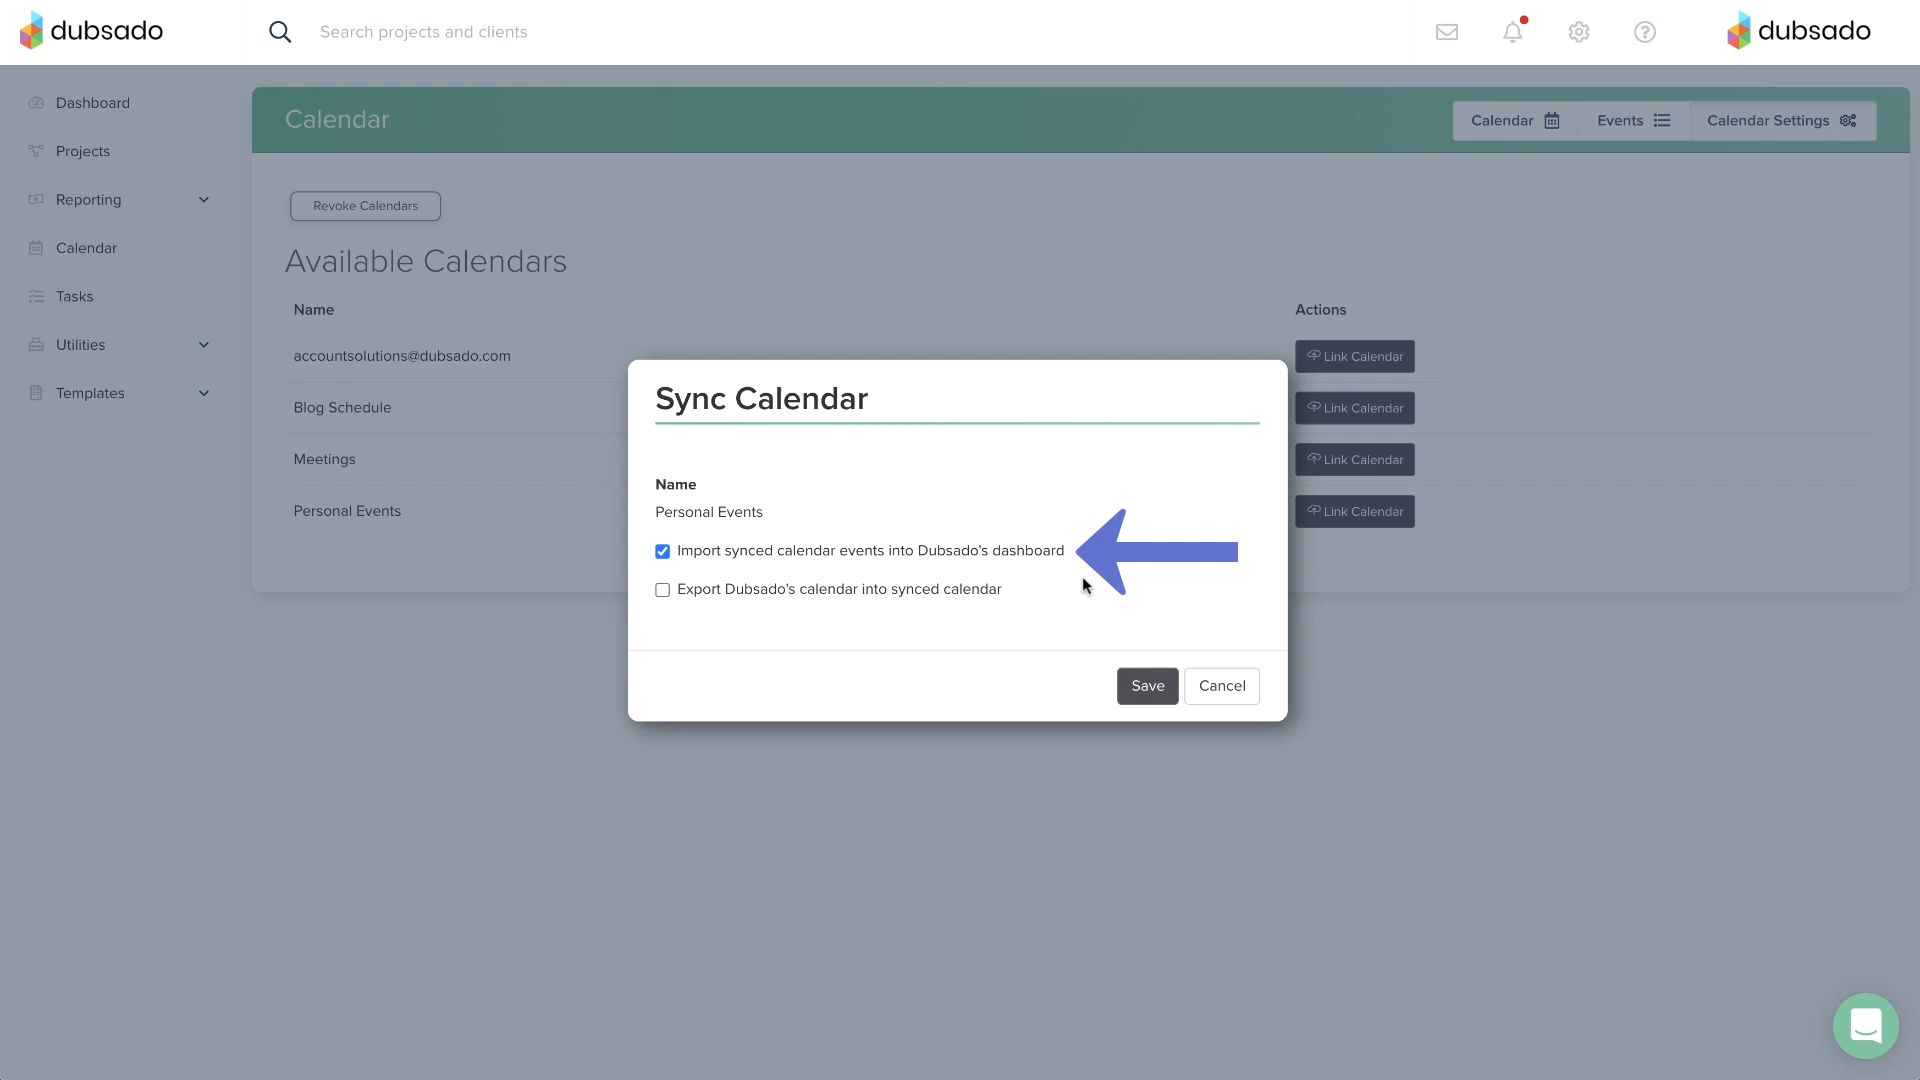 dubsado
Search projects and clients
dubsado
Dashboard
Projects
Reporting
Calendar
Tasks
Utilities
Templates
Calendar
Calendar
Events
Calendar Settings
Revoke Calendars
Available Calendars
Name
Actions
accountsolutions@dubsado.com
Link Calendar
Blog Schedule
Link Calendar
Meetings
Link Calendar
Personal Events
Link Calendar
Sync Calendar
Name
Personal Events
Import synced calendar events into Dubsado's dashboard
Export Dubsado's calendar into synced calendar
Save
Cancel